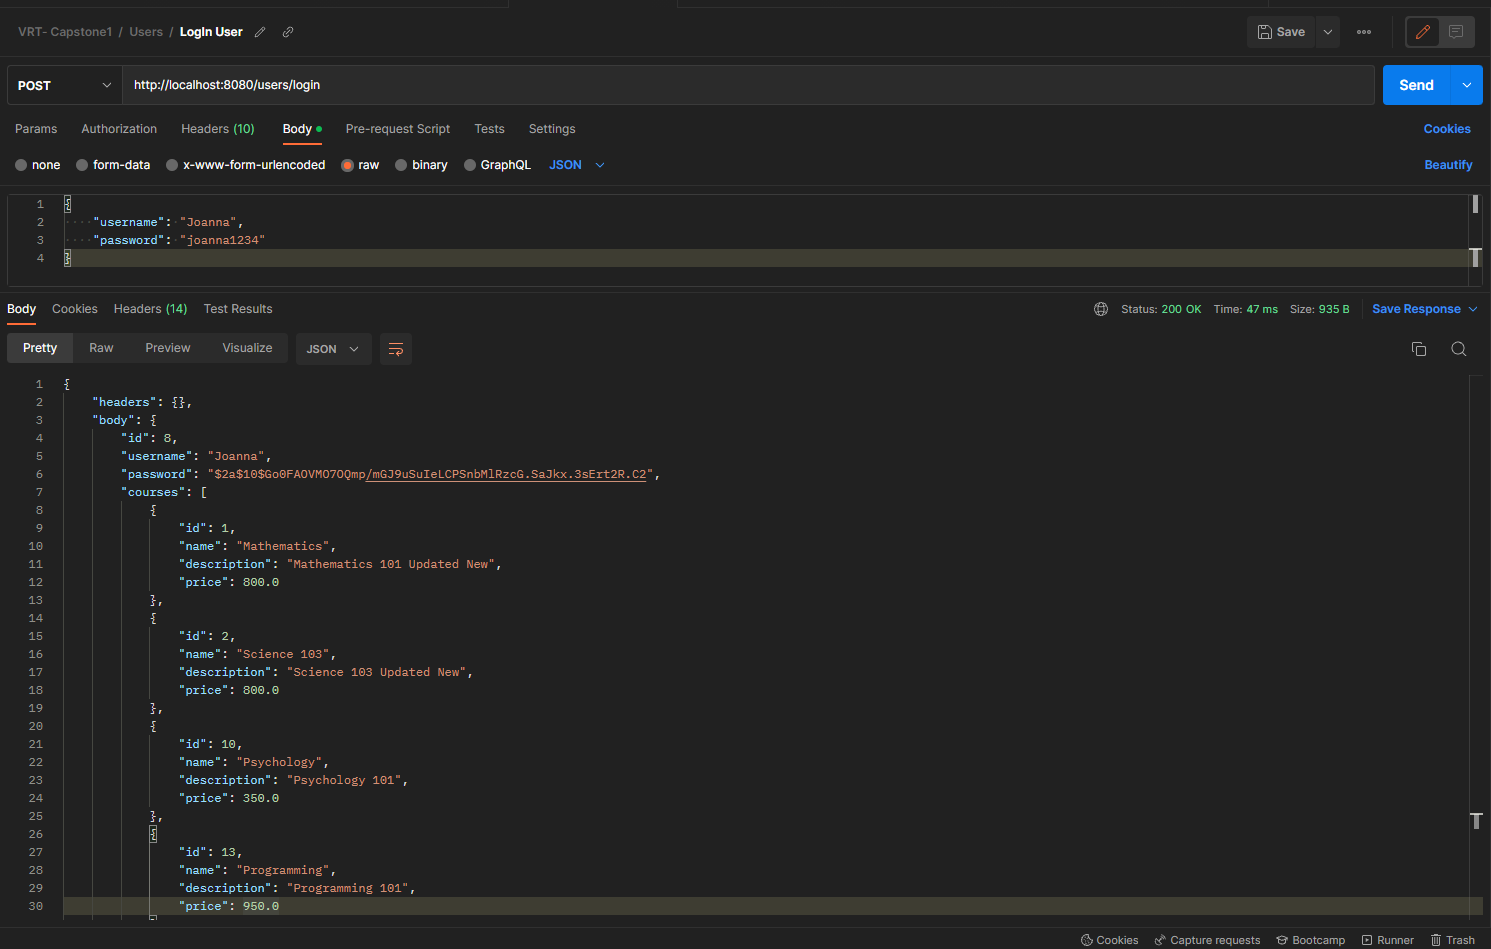 VRT- Capstone1 / Users / LogIn User
Save
POST http://localhost:8080/users/login Send
Params Authorization Headers (10) Body Pre-request Script Tests Settings Cookies
none form-data x-www-form-urlencoded raw binary GraphQL JSON Beautify
1 {
2 "username": "Joanna",
3 "password": "joanna1234"
4 }
Body Cookies Headers (14) Test Results Status: 200 OK Time: 47 ms Size: 935 B Save Response
Pretty Raw Preview Visualize JSON
1 {
2 "headers": {},
3 "body": {
4 "id": 8,
5 "username": "Joanna",
6 "password": "$2a$10$Go0FAOVMO7OQmp/mGJ9uSuIeLCPSnbMlRzcG.SaJkx.3sErt2R.C2",
7 "courses": [
8 {
9 "id": 1,
10 "name": "Mathematics",
11 "description": "Mathematics 101 Updated New",
12 "price": 800.0
13 },
14 {
15 "id": 2,
16 "name": "Science 103",
17 "description": "Science 103 Updated New",
18 "price": 800.0
19 },
20 {
21 "id": 10,
22 "name": "Psychology",
23 "description": "Psychology 101",
24 "price": 350.0
25 },
26 {
27 "id": 13,
28 "name": "Programming",
29 "description": "Programming 101",
30 "price": 950.0
Cookies Capture requests Bootcamp Runner Trash